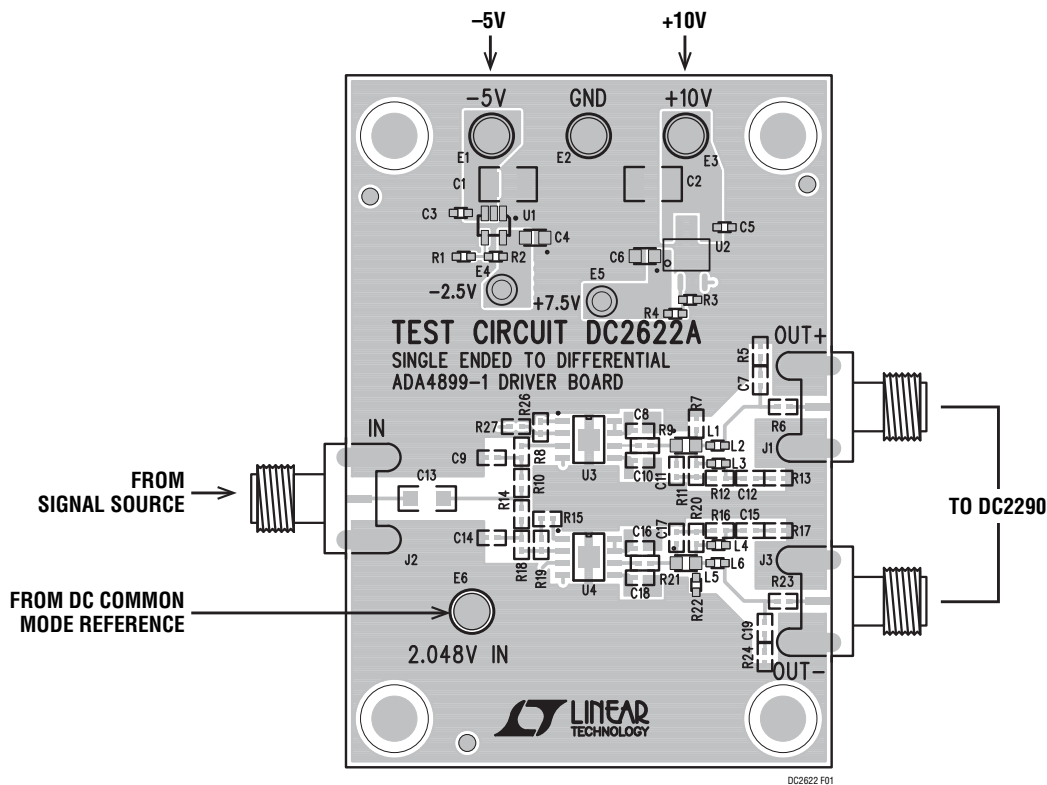 –5V
+10V
–5V
GND
+10V
E1
E2
E3
C1
C2
C3
U1
C5
C4
U2
C6
R1
R2
E4
E5
R3
–2.5V
+7.5V
R4
TEST CIRCUIT DC2622A
SINGLE ENDED TO DIFFERENTIAL
ADA4899-1 DRIVER BOARD
OUT+
R5
C7
R26
R27
C8
R7
R9
L1
R6
IN
L2
J1
C9
R8
U3
C10
L3
C13
R10
C11
R11
R20
R12
C12
R13
FROM
SIGNAL SOURCE
R14
R15
R16
C15
TO DC2290
C14
C16
C17
L4
R17
J2
R18
R19
U4
C18
R21
L5
L6
J3
R23
R22
E6
FROM DC COMMON
MODE REFERENCE
C19
R24
2.048V IN
OUT-
LINEAR
TECHNOLOGY
DC2622 F01